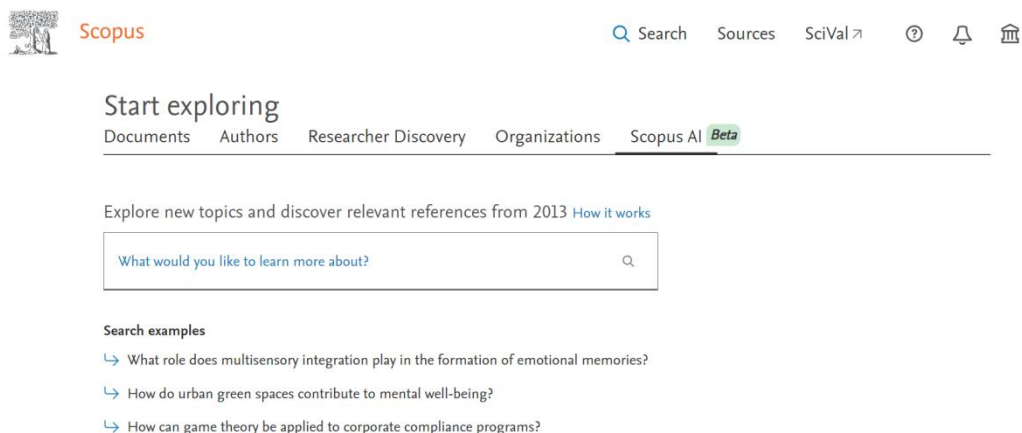 Scopus
Search Sources SciVal
Start exploring
Documents Authors Researcher Discovery Organizations Scopus AI Beta
Explore new topics and discover relevant references from 2013 How it works
What would you like to learn more about?
Search examples
What role does multisensory integration play in the formation of emotional memories?
How do urban green spaces contribute to mental well-being?
How can game theory be applied to corporate compliance programs?